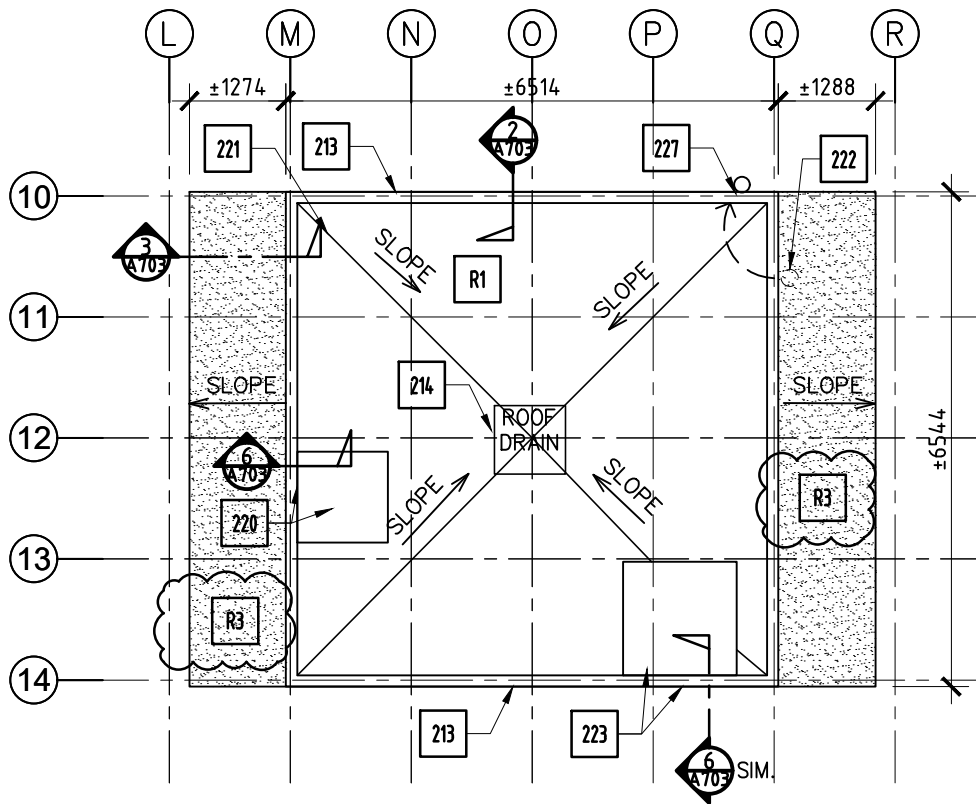 L M N O P Q R
±1274 ±6514 ±1288
221 213 2 A703 227 222
10
3 A703
SLOPE
R1
SLOPE
11
±6544
SLOPE
214
SLOPE
ROOF
DRAIN
12
6 A703
SLOPE
SLOPE
R3
220
13
R3
14
213 223
6 A703 SIM.